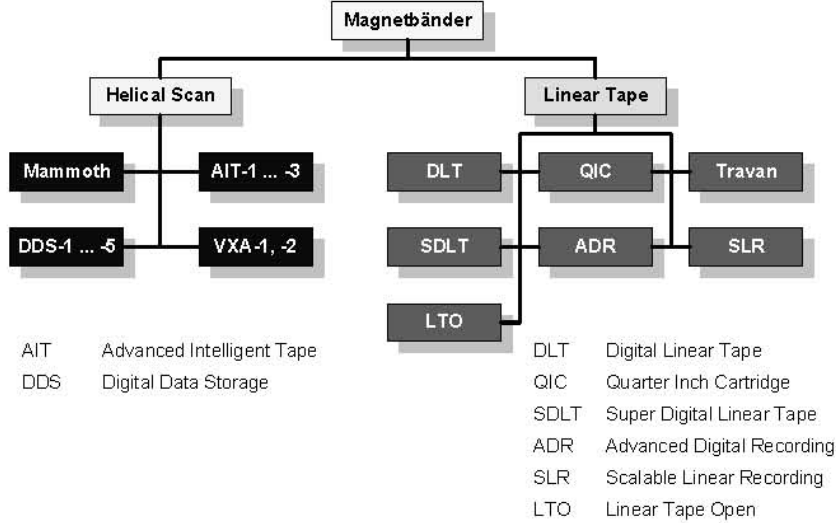 Magnetbänder
Helical Scan
Linear Tape
Mammoth
AIT-1 ... -3
DLT
QIC
Travan
DDS-1 ... -5
VXA-1, -2
SDLT
ADR
SLR
LTO
AIT Advanced Intelligent Tape
DDS Digital Data Storage
DLT Digital Linear Tape
QIC Quarter Inch Cartridge
SDLT Super Digital Linear Tape
ADR Advanced Digital Recording
SLR Scalable Linear Recording
LTO Linear Tape Open